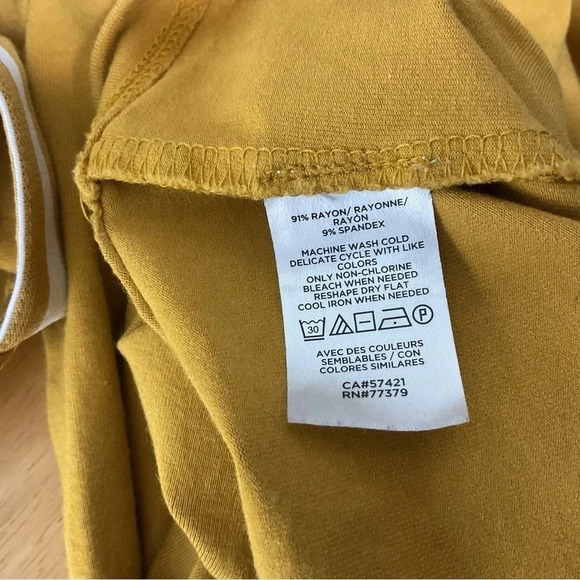 91% RAYON/ RAYONNE/
RAYÓN
9% SPANDEX
MACHINE WASH COLD
DELICATE CYCLE WITH LIKE
COLORS
ONLY NON-CHLORINE
BLEACH WHEN NEEDED
RESHAPE DRY FLAT
COOL IRON WHEN NEEDED
30 P
AVEC DES COULEURS
SEMBLABLES / CON
COLORES SIMILARES
CA#57421
RN#77379